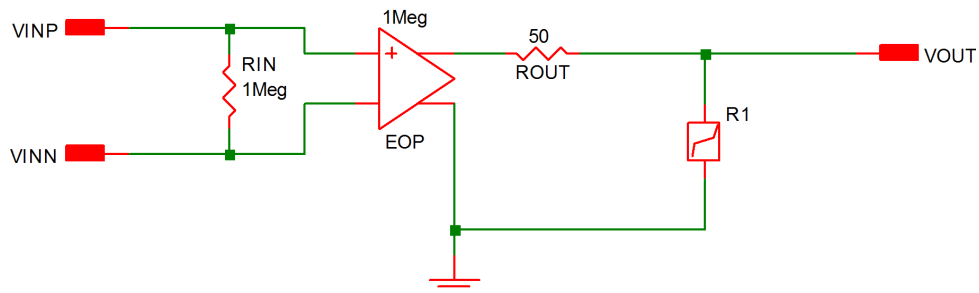 VINP
RIN
1Meg
VINN
1Meg
+
EOP
50
ROUT
R1
VOUT